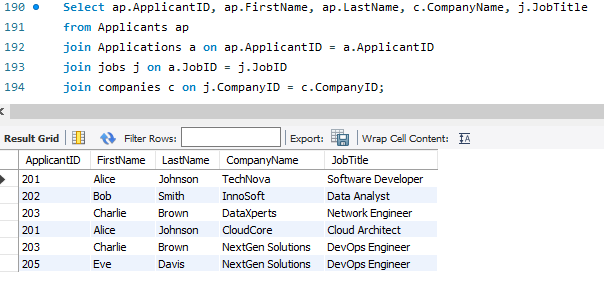 190 Select ap.ApplicantID, ap.FirstName, ap.LastName, c.CompanyName, j.JobTitle
191 from Applicants ap
192 join Applications a on ap.ApplicantID = a.ApplicantID
193 join jobs j on a.JobID = j.JobID
194 join companies c on j.CompanyID = c.CompanyID;
Result Grid Filter Rows: Export: Wrap Cell Content:
ApplicantID FirstName LastName CompanyName JobTitle
201 Alice Johnson TechNova Software Developer
202 Bob Smith InnoSoft Data Analyst
203 Charlie Brown DataXperts Network Engineer
201 Alice Johnson CloudCore Cloud Architect
203 Charlie Brown NextGen Solutions DevOps Engineer
205 Eve Davis NextGen Solutions DevOps Engineer